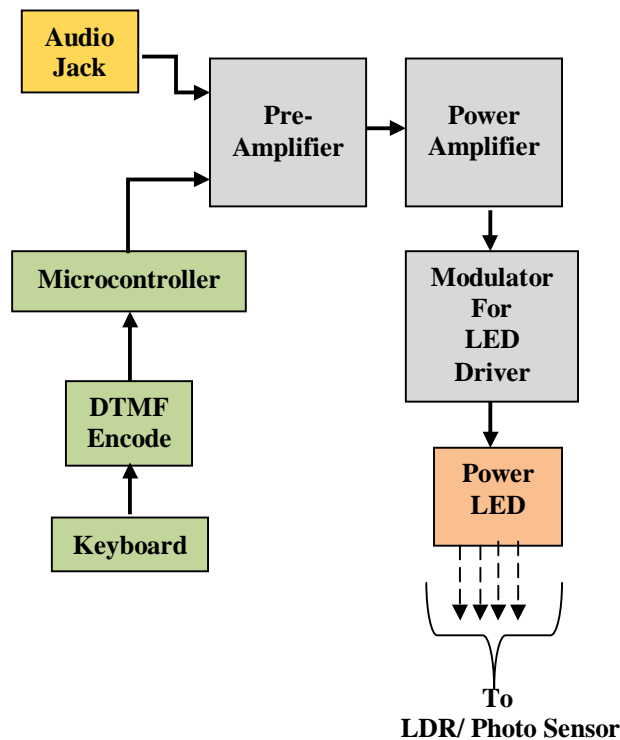 Audio
Jack
Pre-
Amplifier
Power
Amplifier
Microcontroller
Modulator
For
LED
Driver
DTMF
Encode
Power
LED
Keyboard
To
LDR/ Photo Sensor